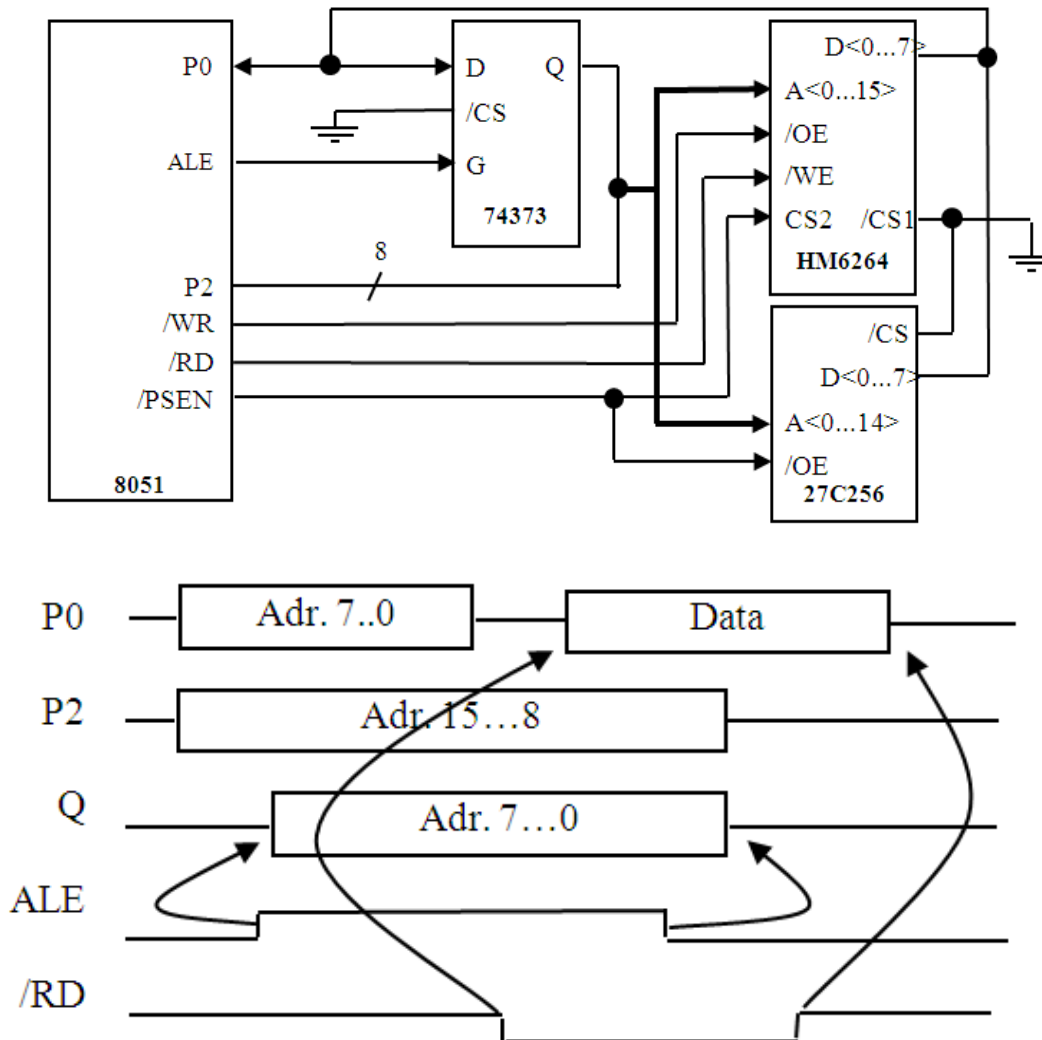 P0
ALE
P2
/WR
/RD
/PSEN
8051
8
D Q
/CS
G
74373
D<0...7>
A<0...15>
/OE
/WE
CS2 /CS1
HM6264
/CS
D<0...7>
A<0...14>
/OE
27C256
P0 Adr. 7..0 Data
P2 Adr. 15…8
Q Adr. 7…0
ALE
/RD